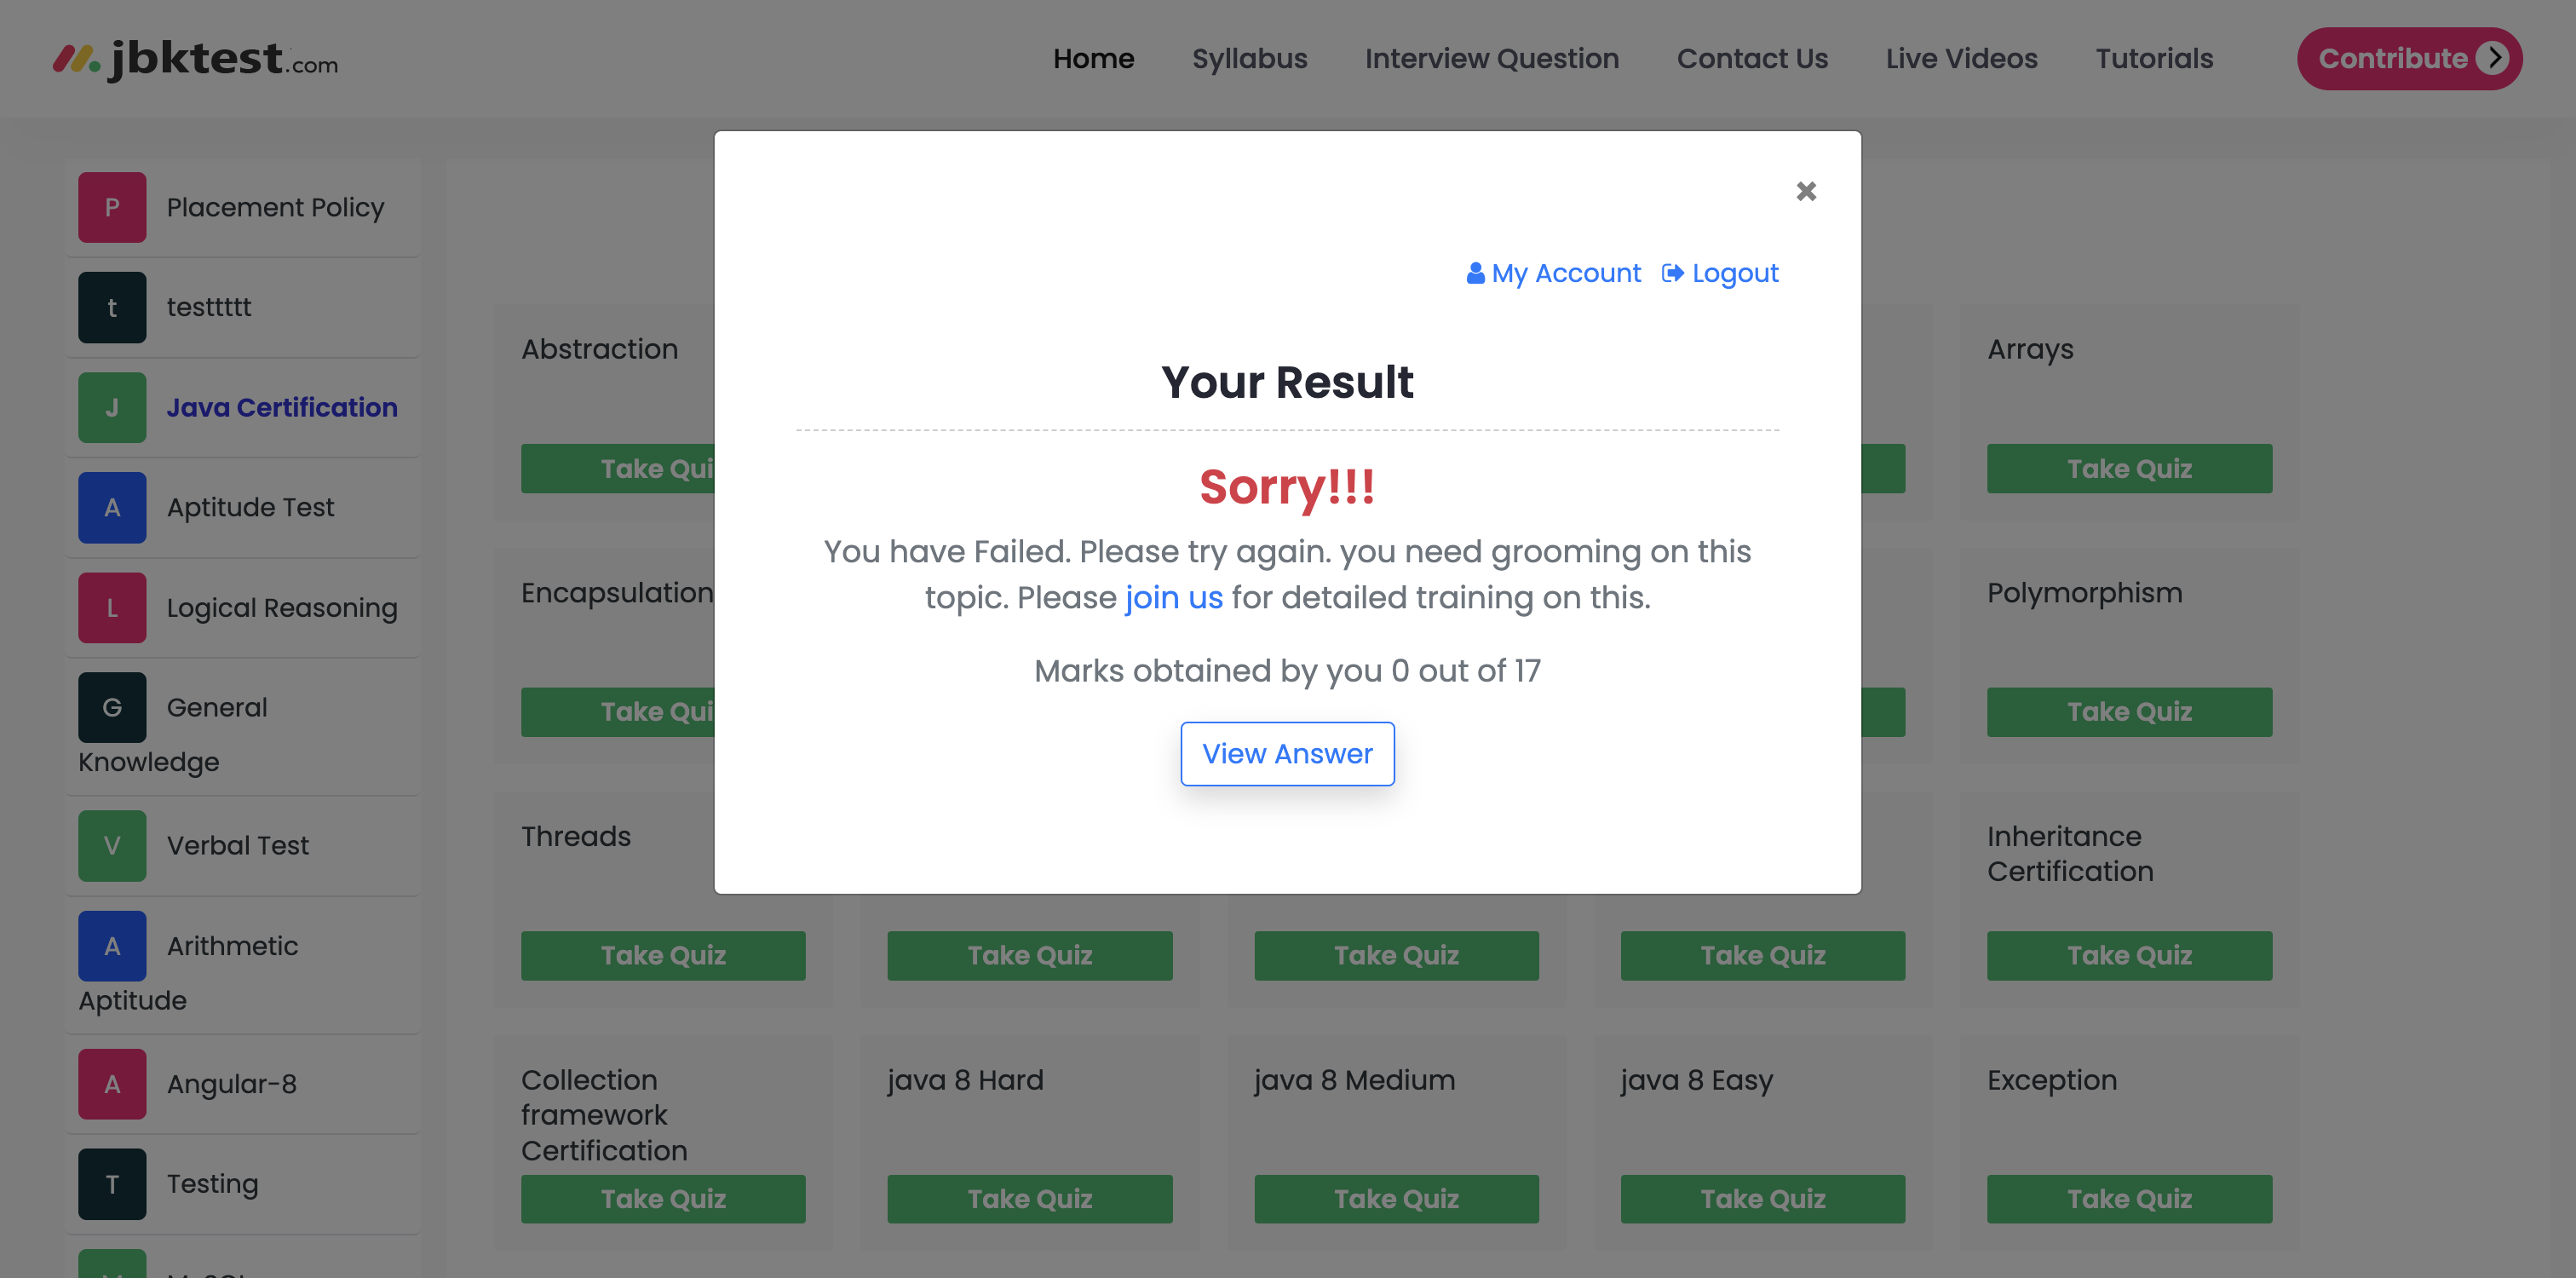 jbktest.com
Home
Syllabus
Interview Question
Contact Us
Live Videos
Tutorials
Contribute
P
Placement Policy
t
testtttt
J
Java Certification
A
Aptitude Test
L
Logical Reasoning
G
General
Knowledge
V
Verbal Test
A
Arithmetic
Aptitude
A
Angular-8
T
Testing
My Account
Logout
Your Result
Sorry!!!
You have Failed. Please try again. you need grooming on this
topic. Please join us for detailed training on this.
Marks obtained by you 0 out of 17
View Answer
Abstraction
Take Qui
Arrays
Take Quiz
Encapsulation
Take Qui
Polymorphism
Take Quiz
Threads
Take Quiz
Take Quiz
Take Quiz
Take Quiz
Inheritance
Certification
Take Quiz
Collection
framework
Certification
Take Quiz
java 8 Hard
Take Quiz
java 8 Medium
Take Quiz
java 8 Easy
Take Quiz
Exception
Take Quiz